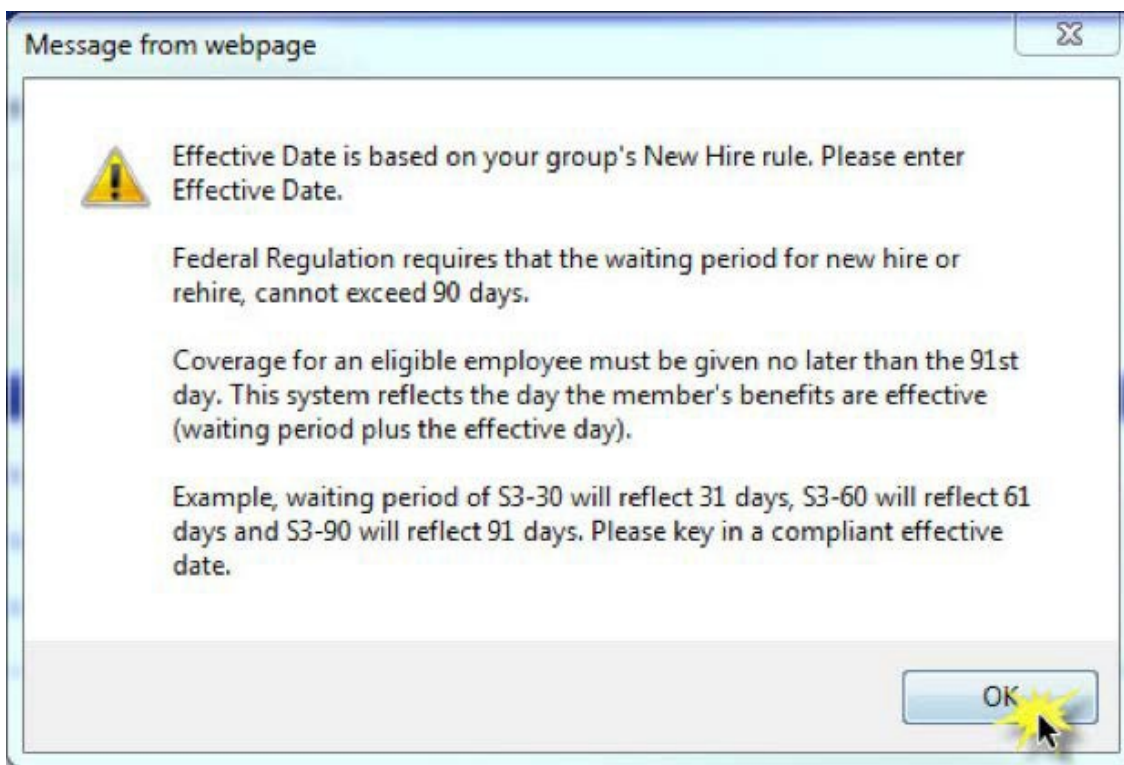 Message from webpage
Effective Date is based on your group's New Hire rule. Please enter
Effective Date.
Federal Regulation requires that the waiting period for new hire or
rehire, cannot exceed 90 days.
Coverage for an eligible employee must be given no later than the 91st
day. This system reflects the day the member's benefits are effective
(waiting period plus the effective day).
Example, waiting period of S3-30 will reflect 31 days, S3-60 will reflect 61
days and S3-90 will reflect 91 days. Please key in a compliant effective
date.
OK